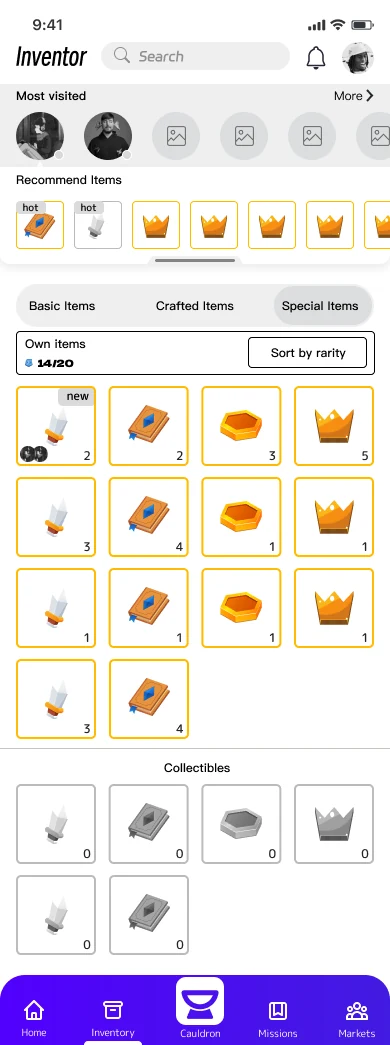 9:41
Inventor
Search
Most visited
More
Recommend Items
hot
hot
Basic Items
Crafted Items
Special Items
Own items
14/20
Sort by rarity
new
2
2
3
5
3
4
1
1
1
1
1
1
3
4
Collectibles
0
0
0
0
0
0
Home
Inventory
Cauldron
Missions
Markets